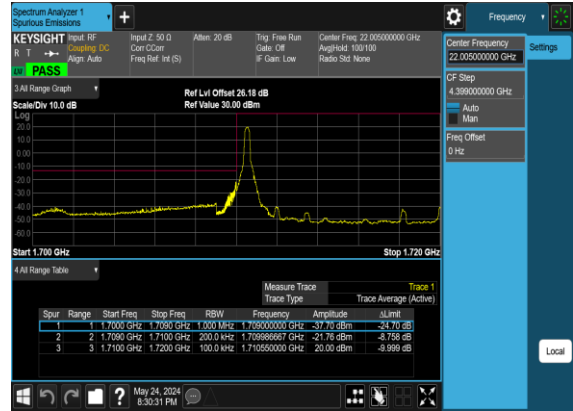 Spectrum Analyzer 1
Spurious Emissions
+
Frequency
KEYSIGHT
R T
LV PASS
Input: RF
Coupling: DC
Align: Auto
Input Z: 50 Ω
Corr CCorr
Freq Ref: Int (S)
Atten: 20 dB
Trig: Free Run
Gate: Off
IF Gain: Low
Center Freq: 22.005000000 GHz
Avg|Hold: 100/100
Radio Std: None
Center Frequency
22.005000000 GHz
Settings
CF Step
4.399000000 GHz
Auto
Man
Freq Offset
0 Hz
Local
3 All Range Graph
Scale/Div 10.0 dB
Ref Lvl Offset 26.18 dB
Ref Value 30.00 dBm
Log
20.0
10.0
0.00
-10.0
-20.0
-30.0
-40.0
-50.0
-60.0
Start 1.700 GHz
Stop 1.720 GHz
4 All Range Table
Measure Trace Trace 1
Trace Type Trace Average (Active)
Spur Range Start Freq Stop Freq RBW Frequency Amplitude ΔLimit
1 1 1.7000 GHz 1.7090 GHz 1.000 MHz 1.709000000 GHz -37.70 dBm -24.70 dB
2 2 1.7090 GHz 1.7100 GHz 200.0 kHz 1.709986667 GHz -21.76 dBm -8.758 dB
3 3 1.7100 GHz 1.7200 GHz 100.0 kHz 1.710550000 GHz 20.00 dBm -9.999 dB
?
May 24, 2024
8:30:31 PM